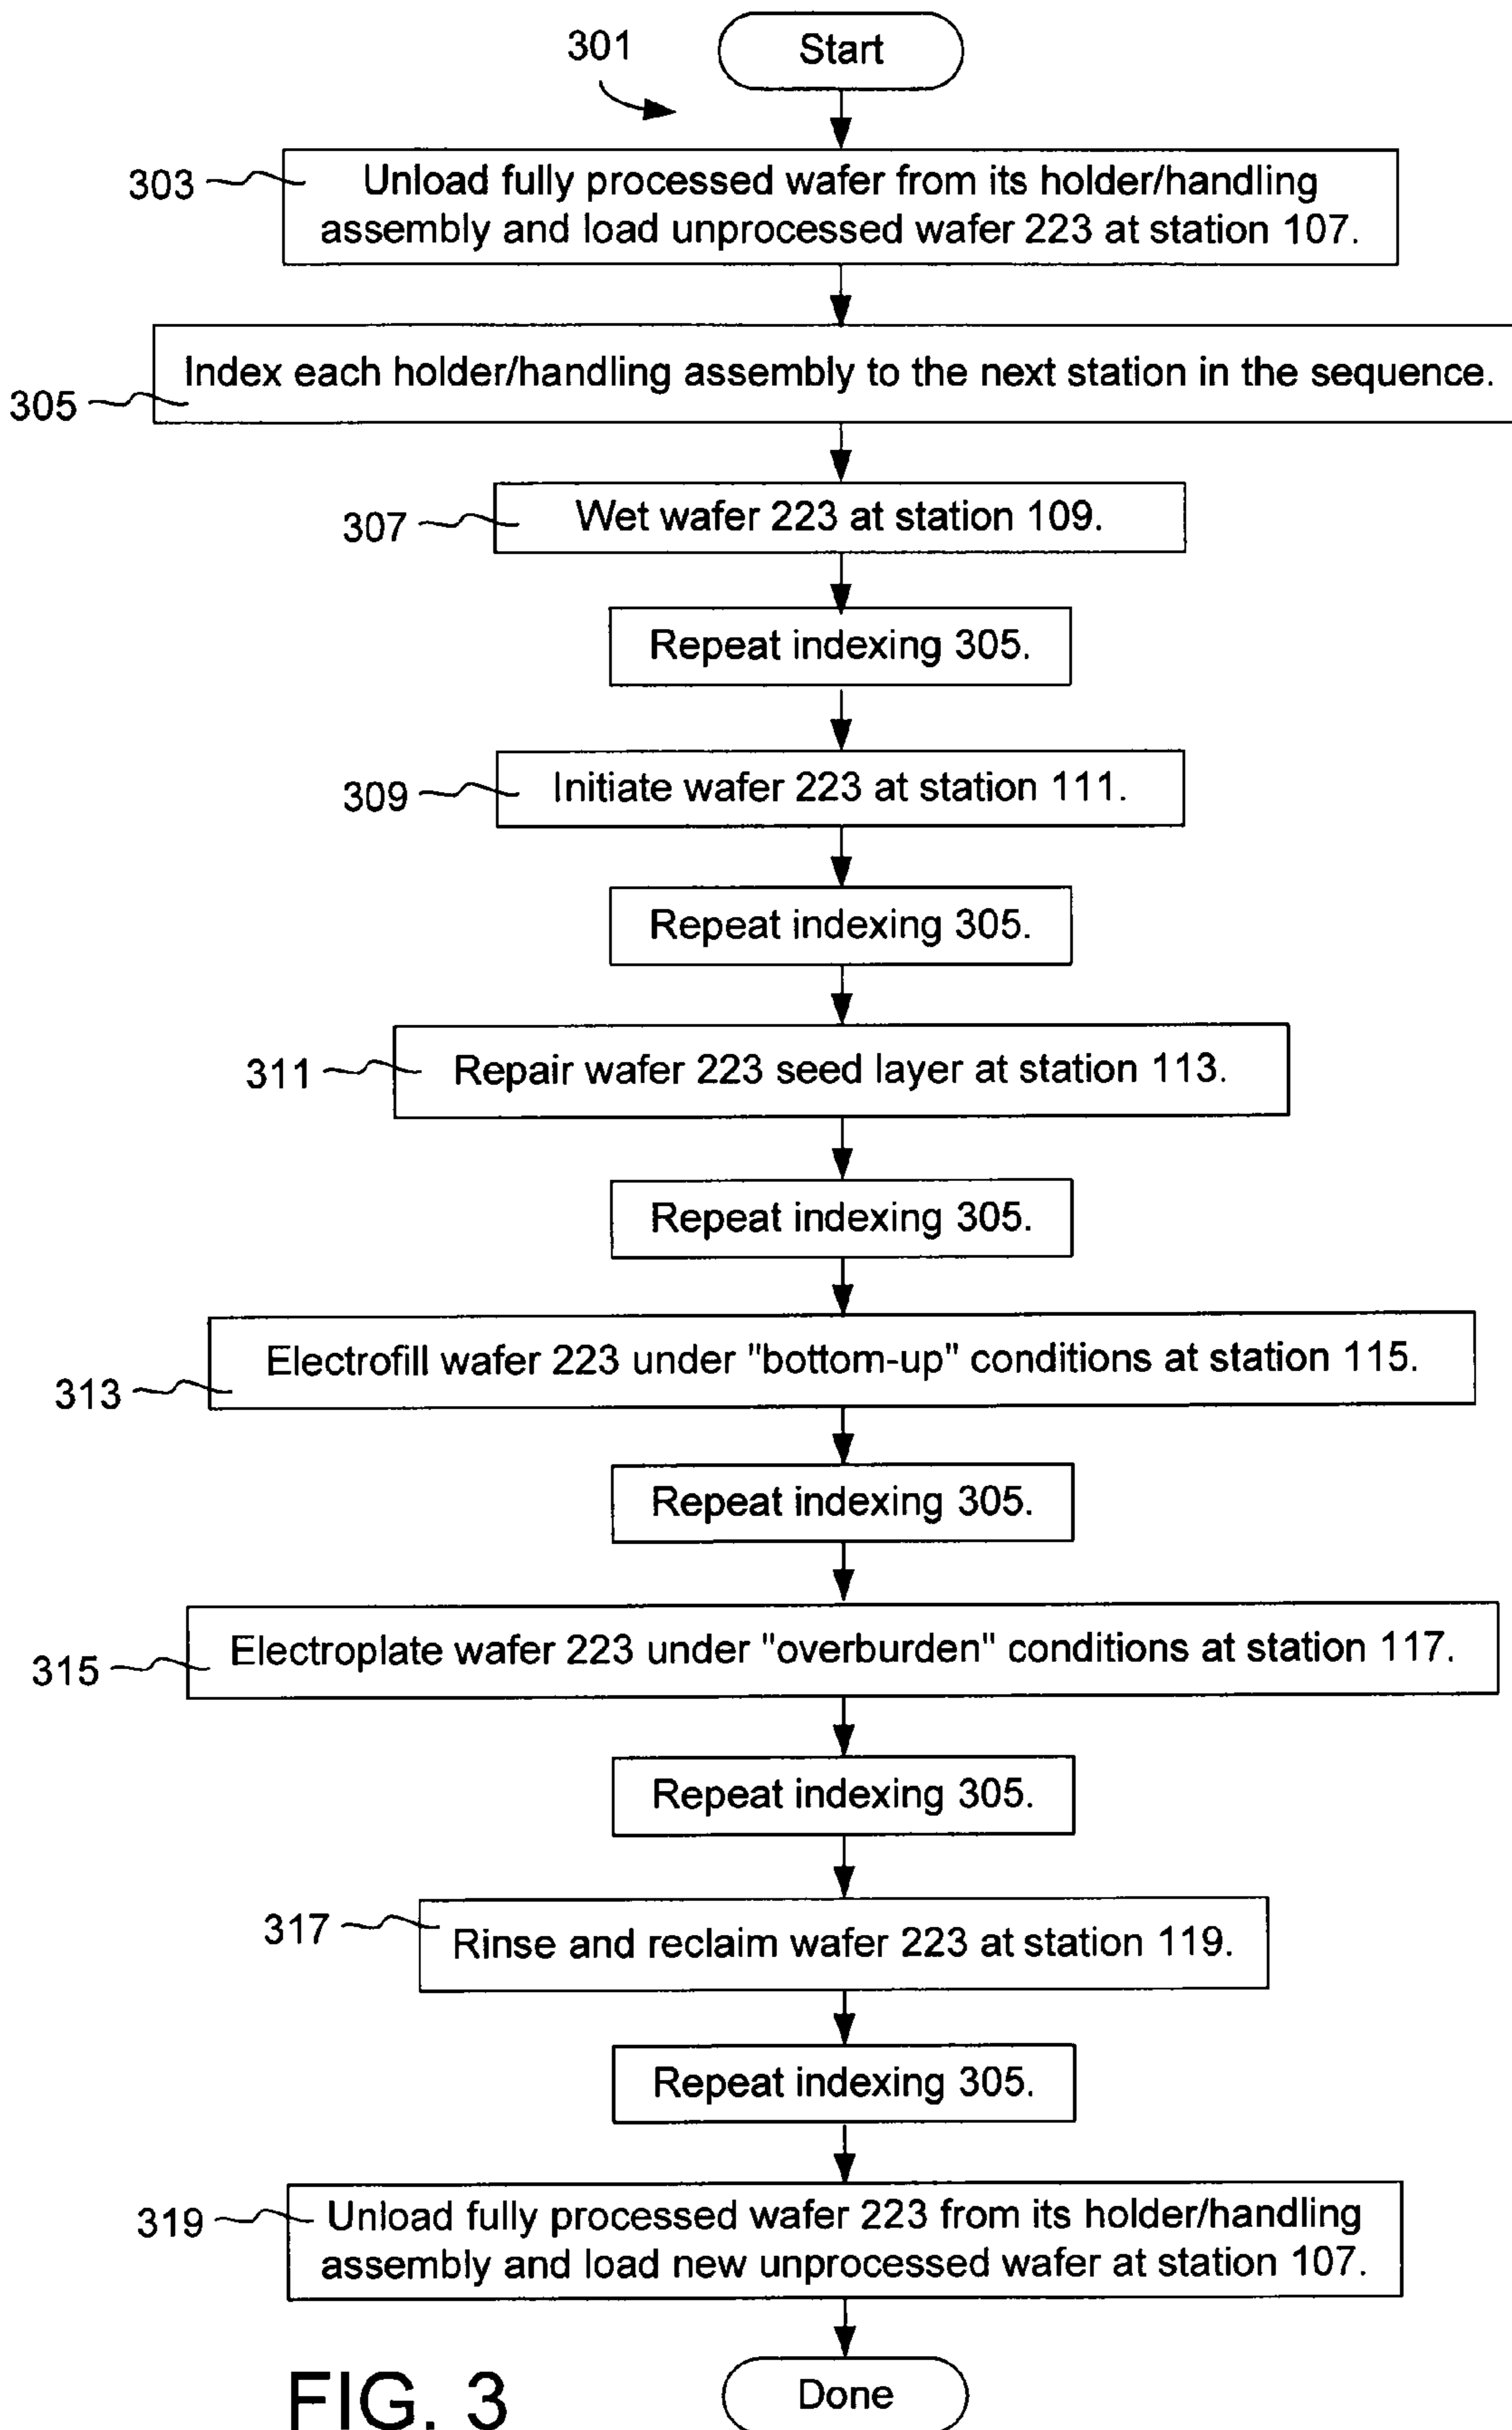 Start
301
303
Unload fully processed wafer from its holder/handling
assembly and load unprocessed wafer 223 at station 107.
Index each holder/handling assembly to the next station in the sequence.
305
Wet wafer 223 at station 109.
307
Repeat indexing 305.
Initiate wafer 223 at station 111.
309
Repeat indexing 305.
Repair wafer 223 seed layer at station 113.
311
Repeat indexing 305.
Electrofill wafer 223 under "bottom-up" conditions at station 115.
313
Repeat indexing 305.
Electroplate wafer 223 under "overburden" conditions at station 117.
315
Repeat indexing 305.
317
Rinse and reclaim wafer 223 at station 119.
Repeat indexing 305.
319
Unload fully processed wafer 223 from its holder/handling
assembly and load new unprocessed wafer at station 107.
Done
FIG. 3